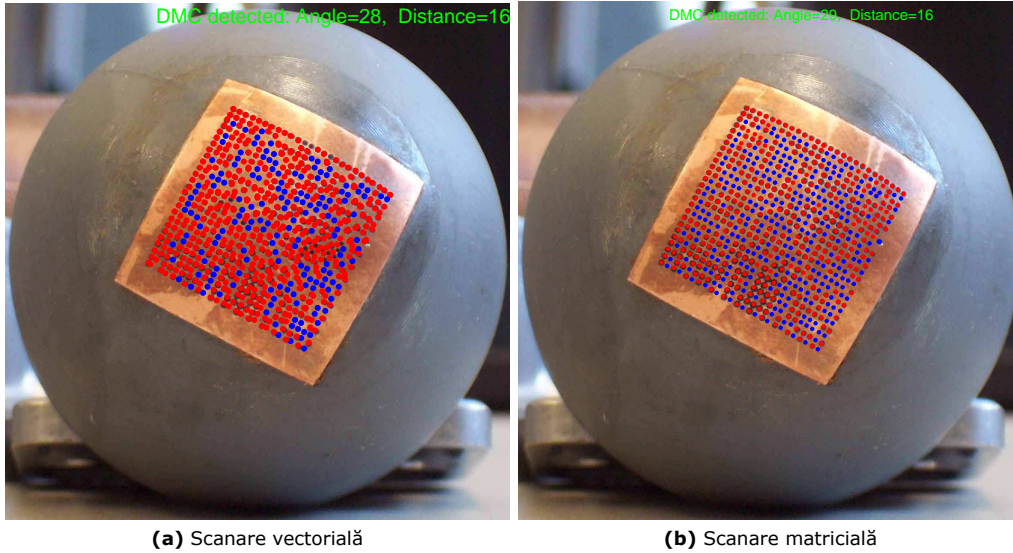 DMC detected: Angle=28, Distance=16
DMC detected: Angle=29, Distance=16
(a) Scanare vectorială
(b) Scanare matricială